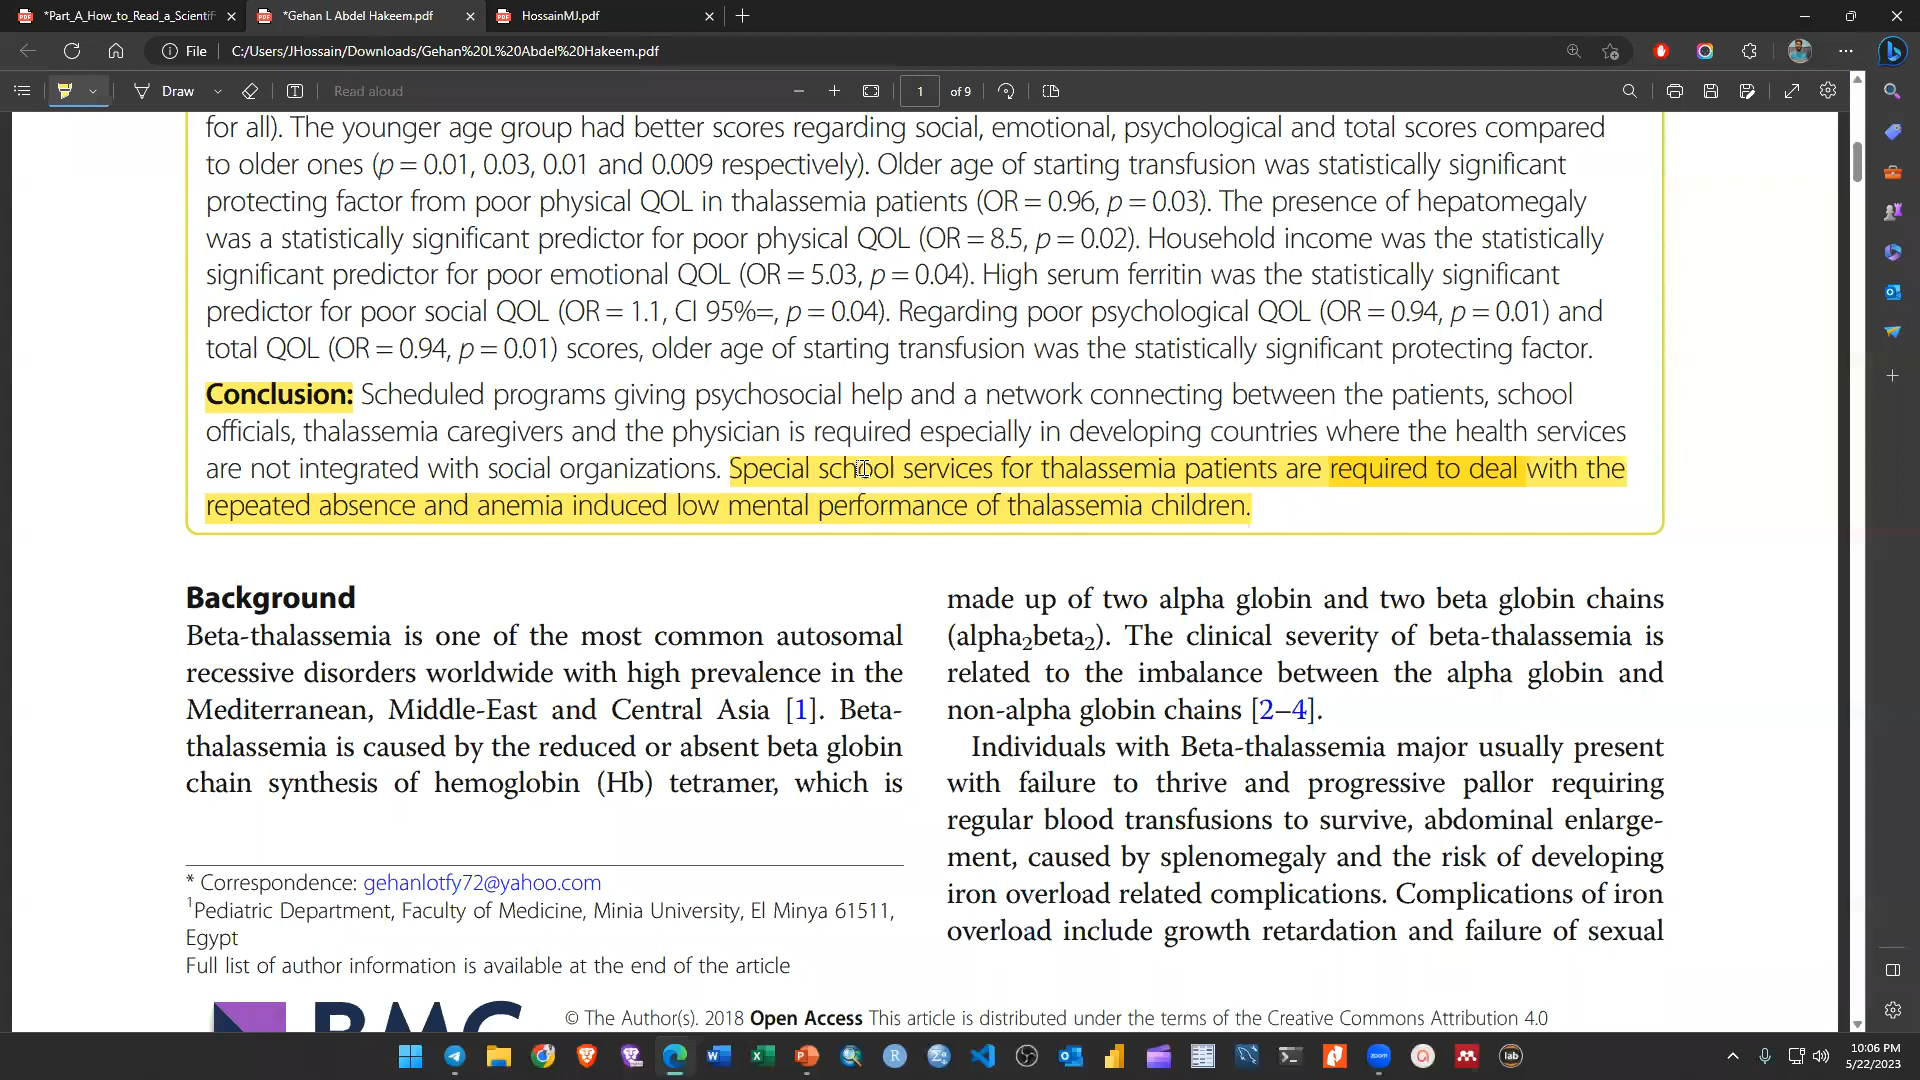 *Part_A_How_to_Read_a_Scientif
*Gehan L Abdel Hakeem.pdf
HossainMJ.pdf
File
C:/Users/JHossain/Downloads/Gehan%20L%20Abdel%20Hakeem.pdf
Draw
Read aloud
1
of 9
for all). The younger age group had better scores regarding social, emotional, psychological and total scores compared
to older ones (p = 0.01, 0.03, 0.01 and 0.009 respectively). Older age of starting transfusion was statistically significant
protecting factor from poor physical QOL in thalassemia patients (OR = 0.96, p = 0.03). The presence of hepatomegaly
was a statistically significant predictor for poor physical QOL (OR = 8.5, p = 0.02). Household income was the statistically
significant predictor for poor emotional QOL (OR = 5.03, p = 0.04). High serum ferritin was the statistically significant
predictor for poor social QOL (OR = 1.1, CI 95%=, p = 0.04). Regarding poor psychological QOL (OR = 0.94, p = 0.01) and
total QOL (OR = 0.94, p = 0.01) scores, older age of starting transfusion was the statistically significant protecting factor.
Conclusion: Scheduled programs giving psychosocial help and a network connecting between the patients, school
officials, thalassemia caregivers and the physician is required especially in developing countries where the health services
are not integrated with social organizations. Special school services for thalassemia patients are required to deal with the
repeated absence and anemia induced low mental performance of thalassemia children.
Background
Beta-thalassemia is one of the most common autosomal
recessive disorders worldwide with high prevalence in the
Mediterranean, Middle-East and Central Asia [1]. Beta-
thalassemia is caused by the reduced or absent beta globin
chain synthesis of hemoglobin (Hb) tetramer, which is
* Correspondence: gehanlotfy72@yahoo.com
1Pediatric Department, Faculty of Medicine, Minia University, El Minya 61511,
Egypt
Full list of author information is available at the end of the article
made up of two alpha globin and two beta globin chains
(alpha2beta2). The clinical severity of beta-thalassemia is
related to the imbalance between the alpha globin and
non-alpha globin chains [2–4].
Individuals with Beta-thalassemia major usually present
with failure to thrive and progressive pallor requiring
regular blood transfusions to survive, abdominal enlarge-
ment, caused by splenomegaly and the risk of developing
iron overload related complications. Complications of iron
overload include growth retardation and failure of sexual
BMC
© The Author(s). 2018 Open Access This article is distributed under the terms of the Creative Commons Attribution 4.0
zoom
lab
10:06 PM
5/22/2023